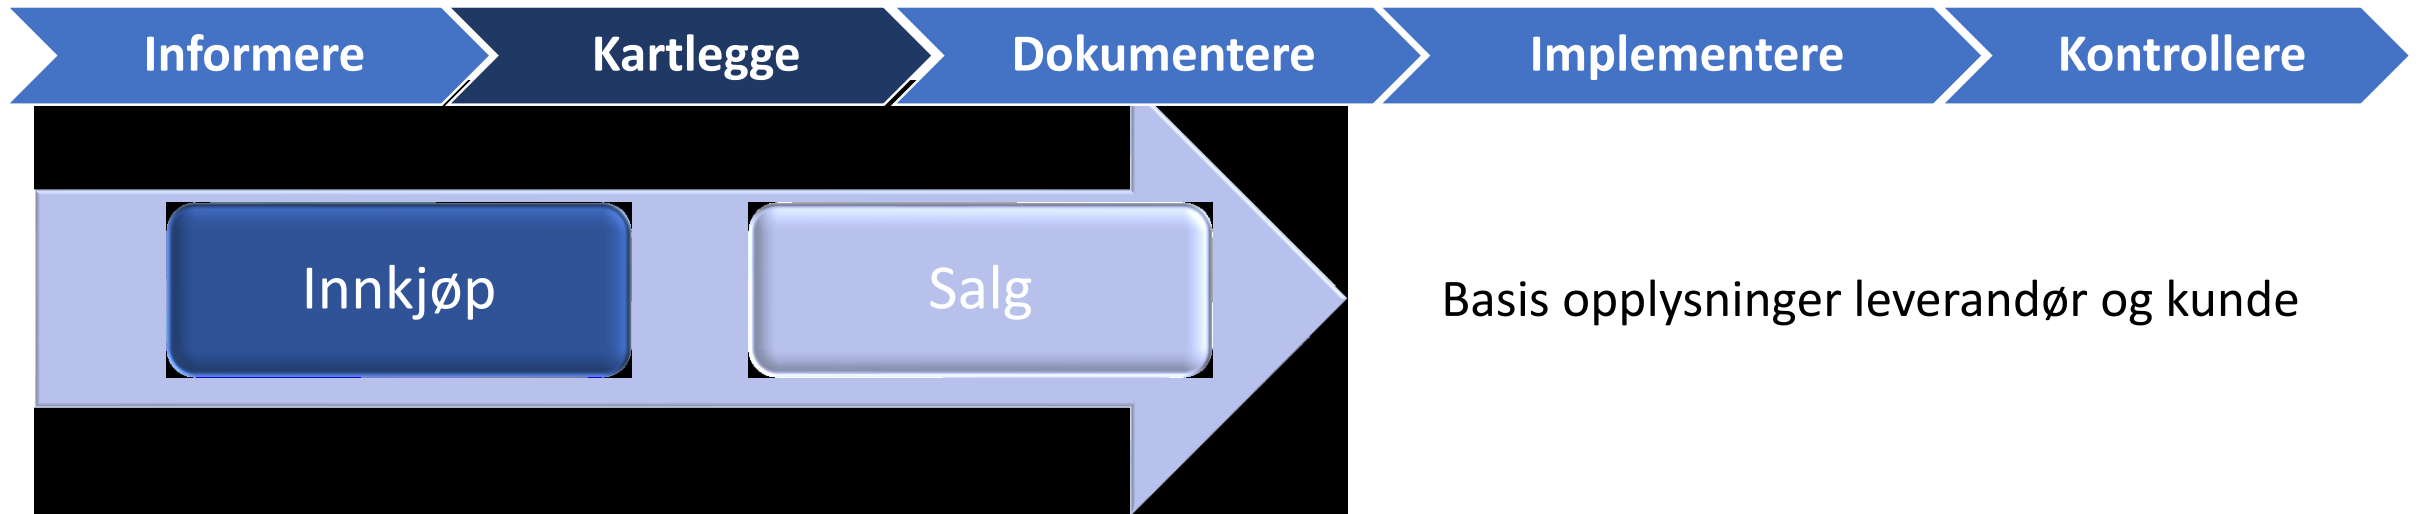 Informere
Kartlegge
Dokumentere
Implementere
Kontrollere
Innkjøp
Salg
Basis opplysninger leverandør og kunde